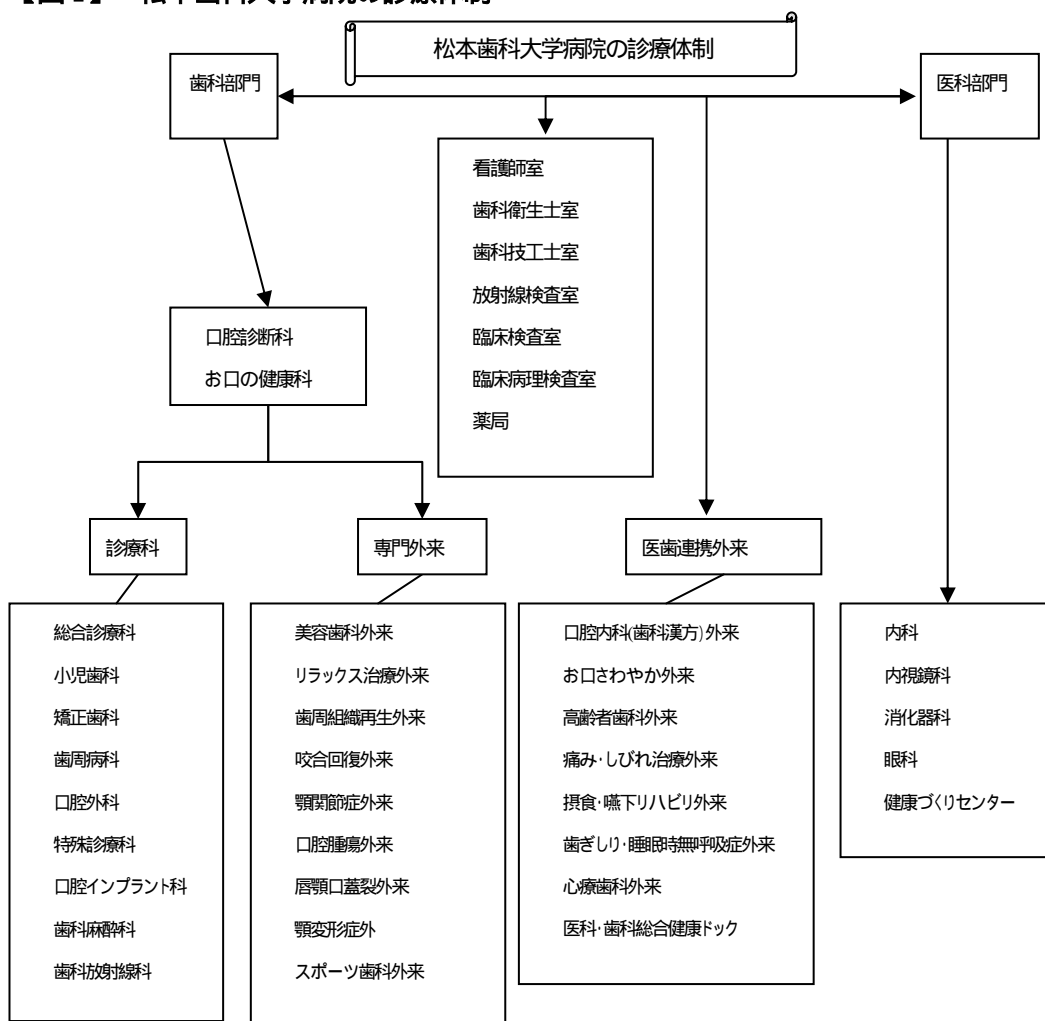 松本歯科大学病院の診療体制
歯科部門
医科部門
看護師室
歯科衛生士室
歯科技工士室
放射線検査室
臨床検査室
臨床病理検査室
薬局
口腔診断科
お口の健康科
診療科
専門外来
医歯連携外来
総合診療科
小児歯科
矯正歯科
歯周病科
口腔外科
特殊診療科
口腔インプラント科
歯科麻酔科
歯科放射線科
美容歯科外来
リラックス治療外来
歯周組織再生外来
咬合回復外来
顎関節症外来
口腔腫瘍外来
唇顎口蓋裂外来
顎変形症外
スポーツ歯科外来
口腔内科(歯科漢方)外来
お口さわやか外来
高齢者歯科外来
痛み・しびれ治療外来
摂食・嚥下リハビリ外来
歯ぎしり・睡眠時無呼吸症外来
心療歯科外来
医科・歯科総合健康ドック
内科
内視鏡科
消化器科
眼科
健康づくりセンター